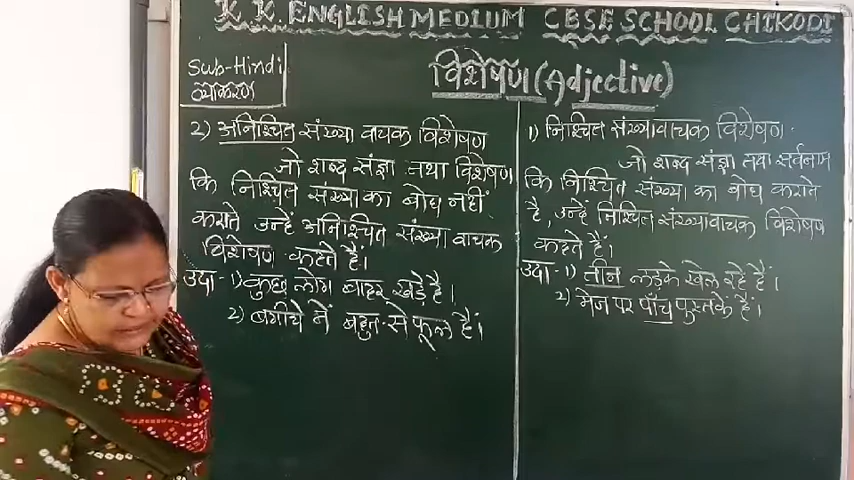 K.K. ENGLISH MEDIUM CBSE SCHOOL CHIKODI
Sub-Hindi
व्याकरण
विशेषण (Adjective)
2) अनिश्चित संख्या वाचक विशेषण
जो शब्द संज्ञा तथा विशेषण
कि निश्चित संख्या का बोध नहीं
कराते उन्हें अनिश्चित संख्या वाचक
विशेषण कहते हैं।
उदा- 1) कुछ लोग बाहर खड़े है।
2) बगीचे में बहुत-से फूल हैं।
1) निश्चित संख्यावाचक विशेषण.
जो शब्द संज्ञा तथा सर्वनाम
कि निश्चित संख्या का बोध कराते
है, उन्हें निश्चित संख्यावाचक विशेषण
कहते हैं।
उदा- 1) तीन लड़के खेल रहे हैं।
2) मेज पर पाँच पुस्तके हैं।